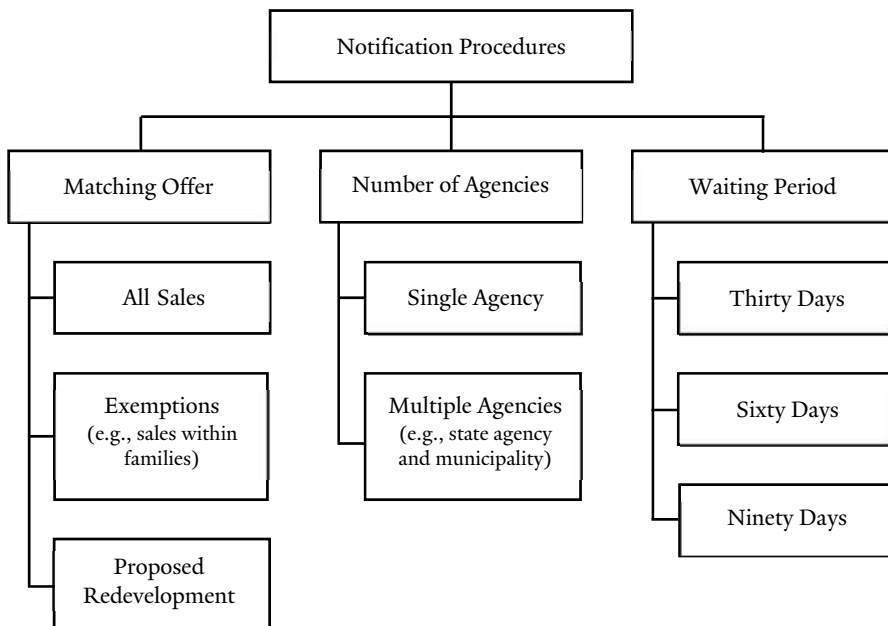 Notification Procedures
Matching Offer
All Sales
Exemptions
(e.g., sales within
families)
Proposed
Redevelopment
Number of Agencies
Single Agency
Multiple Agencies
(e.g., state agency
and municipality)
Waiting Period
Thirty Days
Sixty Days
Ninety Days